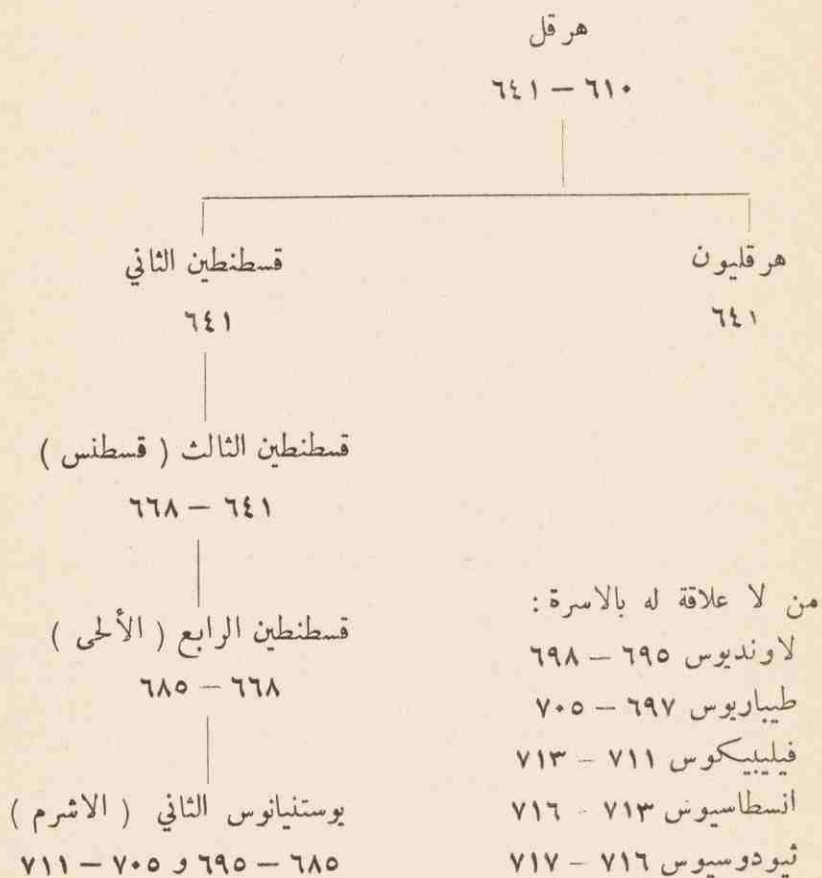 هرقل
٦١٠ — ٦٤١
هرقليون
٦٤١
قسطنطين الثاني
٦٤١
قسطنطين الثالث ( قسطنس )
٦٤١ — ٦٦٨
قسطنطين الرابع ( الألحى )
٦٦٨ — ٦٨٥
يوستنيانوس الثاني ( الاشرم )
٦٨٥ — ٦٩٥ و ٧٠٥ — ٧١١
من لا علاقة له بالاسرة :
لاونديوس ٦٩٥ — ٦٩٨
طيباريوس ٦٩٧ — ٧٠٥
فيليبيكوس ٧١١ — ٧١٣
انسطاسيوس ٧١٣ — ٧١٦
ثيودوسيوس ٧١٦ — ٧١٧